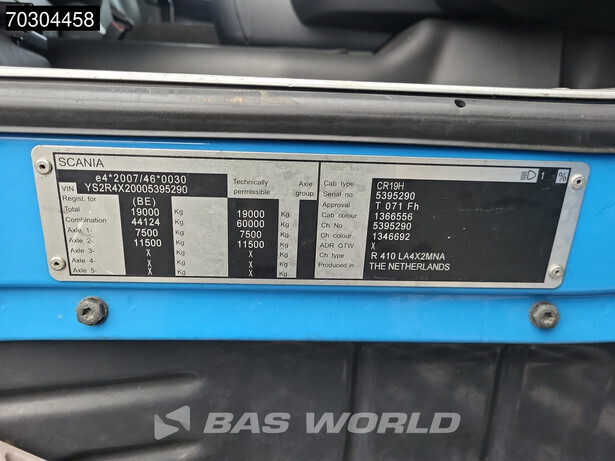 70304458
SCANIA
e4*2007/46*0030
VIN YS2R4X20005395290
Technically permissible
Axle group
Regist. for (BE)
Total 19000 Kg 19000 Kg
Combination 44124 Kg 60000 Kg
Axle 1- 7500 Kg 7500 Kg
Axle 2- 11500 Kg 11500 Kg
Axle 3- X Kg X Kg
Axle 4- X Kg X Kg
Axle 5- X Kg X Kg
1 %
Cab type CR19H
Serial no 5395290
Approval T 071 Fh
Cab colour 1366556
Ch No 5395290
Ch colour. 1346692
ADR GTW X
Ch type R 410 LA4X2MNA
Produced in THE NETHERLANDS
BAS WORLD